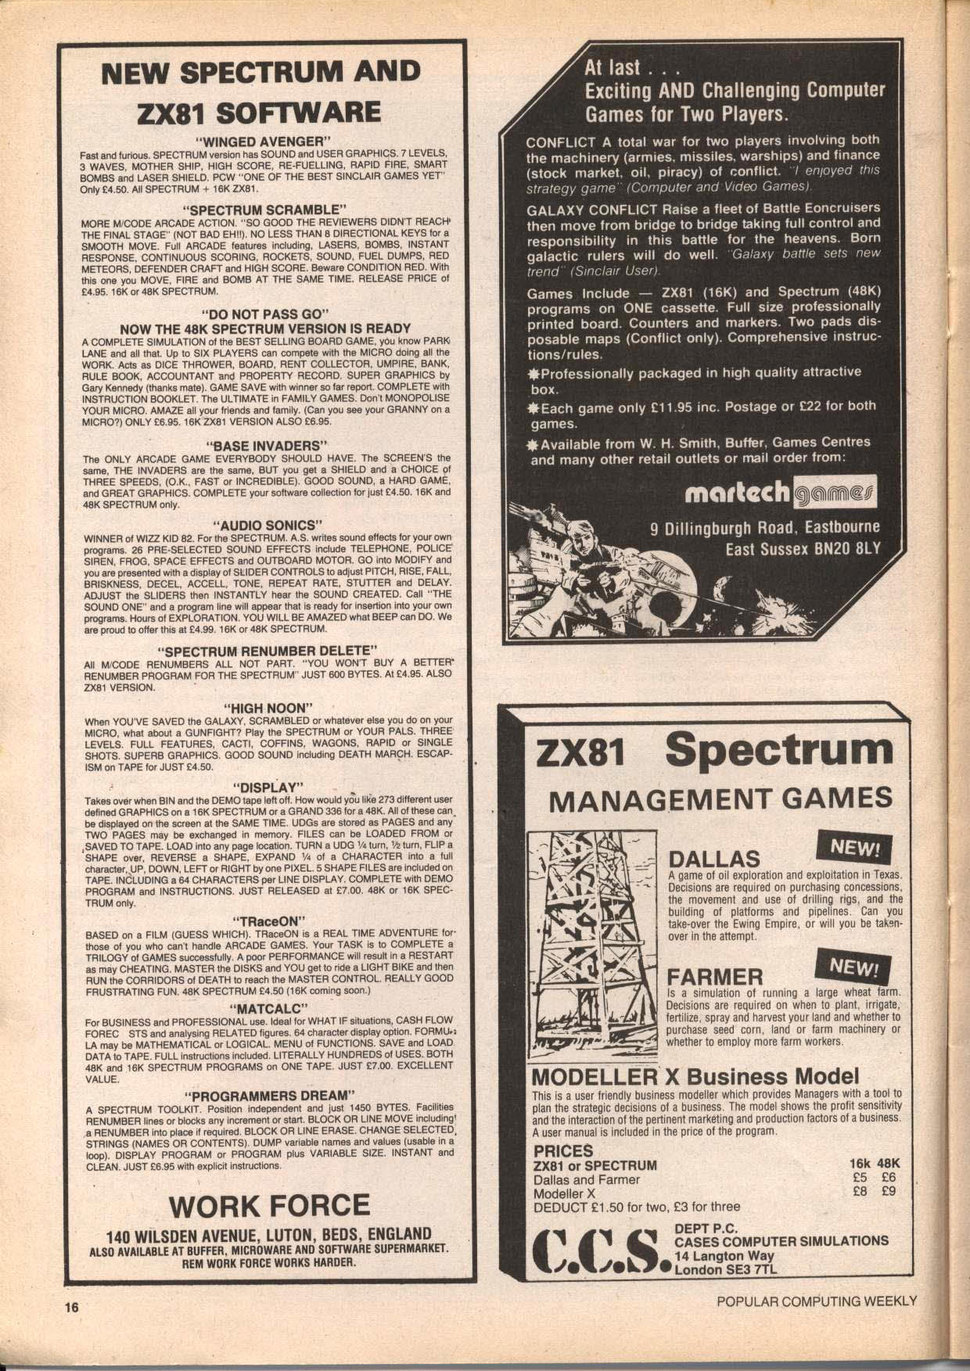 NEW SPECTRUM AND
ZX81 SOFTWARE
"WINGED AVENGER"
Fast and furious. SPECTRUM version has SOUND and USER GRAPHICS. 7 LEVELS,
3 WAVES, MOTHER SHIP, HIGH SCORE, RE-FUELLING, RAPID FIRE, SMART
BOMBS and LASER SHIELD. PCW "ONE OF THE BEST SINCLAIR GAMES YET"
Only £4.50. All SPECTRUM + 16K ZX81.
"SPECTRUM SCRAMBLE"
MORE M/CODE ARCADE ACTION. "SO GOOD THE REVIEWERS DIDN'T REACH
THE FINAL STAGE" (NOT BAD EH!!). NO LESS THAN 8 DIRECTIONAL KEYS for a
SMOOTH MOVE. Full ARCADE features including, LASERS, BOMBS, INSTANT
RESPONSE, CONTINUOUS SCORING, ROCKETS, SOUND, FUEL DUMPS, RED
METEORS, DEFENDER CRAFT and HIGH SCORE. Beware CONDITION RED. With
this one you MOVE, FIRE and BOMB AT THE SAME TIME. RELEASE PRICE of
£4.95. 16K or 48K SPECTRUM.
"DO NOT PASS GO"
NOW THE 48K SPECTRUM VERSION IS READY
A COMPLETE SIMULATION of the BEST SELLING BOARD GAME, you know PARK
LANE and all that. Up to SIX PLAYERS can compete with the MICRO doing all the
WORK. Acts as DICE THROWER, BOARD, RENT COLLECTOR, UMPIRE, BANK,
RULE BOOK, ACCOUNTANT and PROPERTY RECORD. SUPER GRAPHICS by
Gary Kennedy (thanks mate). GAME SAVE with winner so far report. COMPLETE with
INSTRUCTION BOOKLET. The ULTIMATE in FAMILY GAMES. Don't MONOPOLISE
YOUR MICRO. AMAZE all your friends and family. (Can you see your GRANNY on a
MICRO?) ONLY £6.95. 16K ZX81 VERSION ALSO £6.95.
"BASE INVADERS"
The ONLY ARCADE GAME EVERYBODY SHOULD HAVE. The SCREEN'S the
same, THE INVADERS are the same, BUT you get a SHIELD and a CHOICE of
THREE SPEEDS, (O.K., FAST or INCREDIBLE). GOOD SOUND, a HARD GAME,
and GREAT GRAPHICS. COMPLETE your software collection for just £4.50. 16K and
48K SPECTRUM only.
"AUDIO SONICS"
WINNER of WIZZ KID 82. For the SPECTRUM. A.S. writes sound effects for your own
programs. 26 PRE-SELECTED SOUND EFFECTS include TELEPHONE, POLICE
SIREN, FROG, SPACE EFFECTS and OUTBOARD MOTOR. GO into MODIFY and
you are presented with a display of SLIDER CONTROLS to adjust PITCH, RISE, FALL,
BRISKNESS, DECEL, ACCELL, TONE, REPEAT RATE, STUTTER and DELAY.
ADJUST the SLIDERS then INSTANTLY hear the SOUND CREATED. Call "THE
SOUND ONE" and a program line will appear that is ready for insertion into your own
programs. Hours of EXPLORATION. YOU WILL BE AMAZED what BEEP can DO. We
are proud to offer this at £4.99. 16K or 48K SPECTRUM.
"SPECTRUM RENUMBER DELETE"
All M/CODE RENUMBERS ALL NOT PART. "YOU WON'T BUY A BETTER
RENUMBER PROGRAM FOR THE SPECTRUM" JUST 600 BYTES. At £4.95. ALSO
ZX81 VERSION.
"HIGH NOON"
When YOU'VE SAVED the GALAXY, SCRAMBLED or whatever else you do on your
MICRO, what about a GUNFIGHT? Play the SPECTRUM or YOUR PALS. THREE
LEVELS. FULL FEATURES, CACTI, COFFINS, WAGONS, RAPID or SINGLE
SHOTS. SUPERB GRAPHICS. GOOD SOUND including DEATH MARCH. ESCAP-
ISM on TAPE for JUST £4.50.
"DISPLAY"
Takes over when BIN and the DEMO tape left off. How would you like 273 different user
defined GRAPHICS on a 16K SPECTRUM or a GRAND 336 for a 48K. All of these can
be displayed on the screen at the SAME TIME. UDGs are stored as PAGES and any
TWO PAGES may be exchanged in memory. FILES can be LOADED FROM or
SAVED TO TAPE. LOAD into any page location. TURN a UDG ¼ turn, ½ turn, FLIP a
SHAPE over, REVERSE a SHAPE, EXPAND ¼ of a CHARACTER into a full
character, UP, DOWN, LEFT or RIGHT by one PIXEL. 5 SHAPE FILES are included on
TAPE. INCLUDING a 64 CHARACTERS per LINE DISPLAY. COMPLETE with DEMO
PROGRAM and INSTRUCTIONS. JUST RELEASED at £7.00. 48K or 16K SPEC-
TRUM only.
"TRaceON"
BASED on a FILM (GUESS WHICH). TRaceON is a REAL TIME ADVENTURE for
those of you who can't handle ARCADE GAMES. Your TASK is to COMPLETE a
TRILOGY of GAMES successfully. A poor PERFORMANCE will result in a RESTART
as may CHEATING. MASTER the DISKS and YOU get to ride a LIGHT BIKE and then
RUN the CORRIDORS of DEATH to reach the MASTER CONTROL. REALLY GOOD
FRUSTRATING FUN. 48K SPECTRUM £4.50 (16K coming soon.)
"MATCALC"
For BUSINESS and PROFESSIONAL use. Ideal for WHAT IF situations, CASH FLOW
FOREC STS and analysing RELATED figures. 64 character display option. FORMU-
LA may be MATHEMATICAL or LOGICAL. MENU of FUNCTIONS. SAVE and LOAD
DATA to TAPE. FULL instructions included. LITERALLY HUNDREDS of USES. BOTH
48K and 16K SPECTRUM PROGRAMS on ONE TAPE. JUST £7.00. EXCELLENT
VALUE.
"PROGRAMMERS DREAM"
A SPECTRUM TOOLKIT. Position independent and just 1450 BYTES. Facilities
RENUMBER lines or blocks any increment or start. BLOCK OR LINE MOVE including
a RENUMBER into place if required. BLOCK OR LINE ERASE. CHANGE SELECTED
STRINGS (NAMES OR CONTENTS). DUMP variable names and values (usable in a
loop). DISPLAY PROGRAM or PROGRAM plus VARIABLE SIZE. INSTANT and
CLEAN. JUST £6.95 with explicit instructions.
WORK FORCE
140 WILSDEN AVENUE, LUTON, BEDS, ENGLAND
ALSO AVAILABLE AT BUFFER, MICROWARE AND SOFTWARE SUPERMARKET.
REM WORK FORCE WORKS HARDER.
At last . . .
Exciting AND Challenging Computer
Games for Two Players.
CONFLICT A total war for two players involving both
the machinery (armies, missiles, warships) and finance
(stock market, oil, piracy) of conflict. "I enjoyed this
strategy game" (Computer and Video Games).
GALAXY CONFLICT Raise a fleet of Battle Eoncruisers
then move from bridge to bridge taking full control and
responsibility in this battle for the heavens. Born
galactic rulers will do well. "Galaxy battle sets new
trend" (Sinclair User).
Games Include — ZX81 (16K) and Spectrum (48K)
programs on ONE cassette. Full size professionally
printed board. Counters and markers. Two pads dis-
posable maps (Conflict only). Comprehensive instruc-
tions/rules.
✱Professionally packaged in high quality attractive
box.
✱Each game only £11.95 inc. Postage or £22 for both
games.
✱Available from W. H. Smith, Buffer, Games Centres
and many other retail outlets or mail order from:
martech games
9 Dillingburgh Road, Eastbourne
East Sussex BN20 8LY
ZX81 Spectrum
MANAGEMENT GAMES
NEW!
DALLAS
A game of oil exploration and exploitation in Texas.
Decisions are required on purchasing concessions,
the movement and use of drilling rigs, and the
building of platforms and pipelines. Can you
take-over the Ewing Empire, or will you be taken-
over in the attempt.
NEW!
FARMER
Is a simulation of running a large wheat farm.
Decisions are required on when to plant, irrigate,
fertilize, spray and harvest your land and whether to
purchase seed corn, land or farm machinery or
whether to employ more farm workers.
MODELLER X Business Model
This is a user friendly business modeller which provides Managers with a tool to
plan the strategic decisions of a business. The model shows the profit sensitivity
and the interaction of the pertinent marketing and production factors of a business.
A user manual is included in the price of the program.
PRICES
ZX81 or SPECTRUM 16k 48K
Dallas and Farmer £5 £6
Modeller X £8 £9
DEDUCT £1.50 for two, £3 for three
C.C.S.
DEPT P.C.
CASES COMPUTER SIMULATIONS
14 Langton Way
London SE3 7TL
16
POPULAR COMPUTING WEEKLY